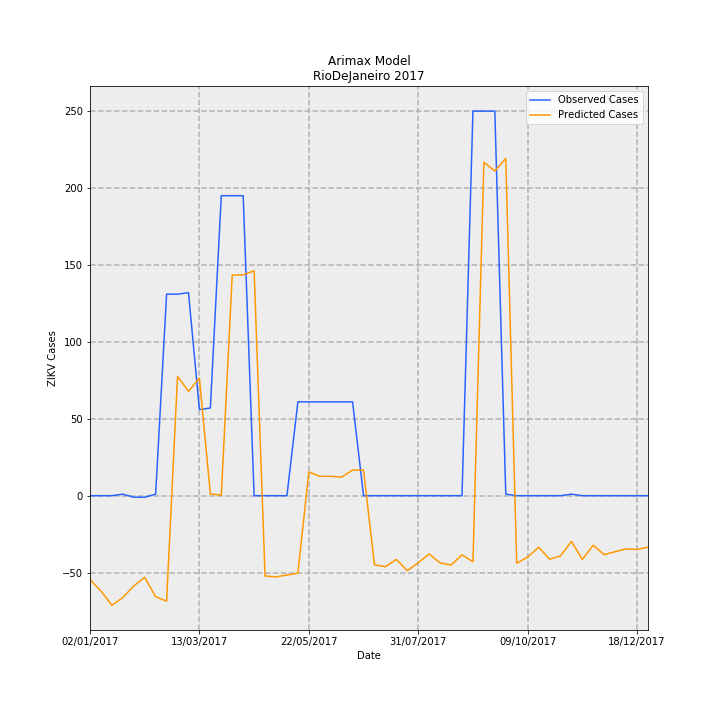 Arimax Model
RioDeJaneiro 2017
Observed Cases
Predicted Cases
250
200
150
100
50
0
−50
ZIKV Cases
02/01/2017
13/03/2017
22/05/2017
31/07/2017
09/10/2017
18/12/2017
Date